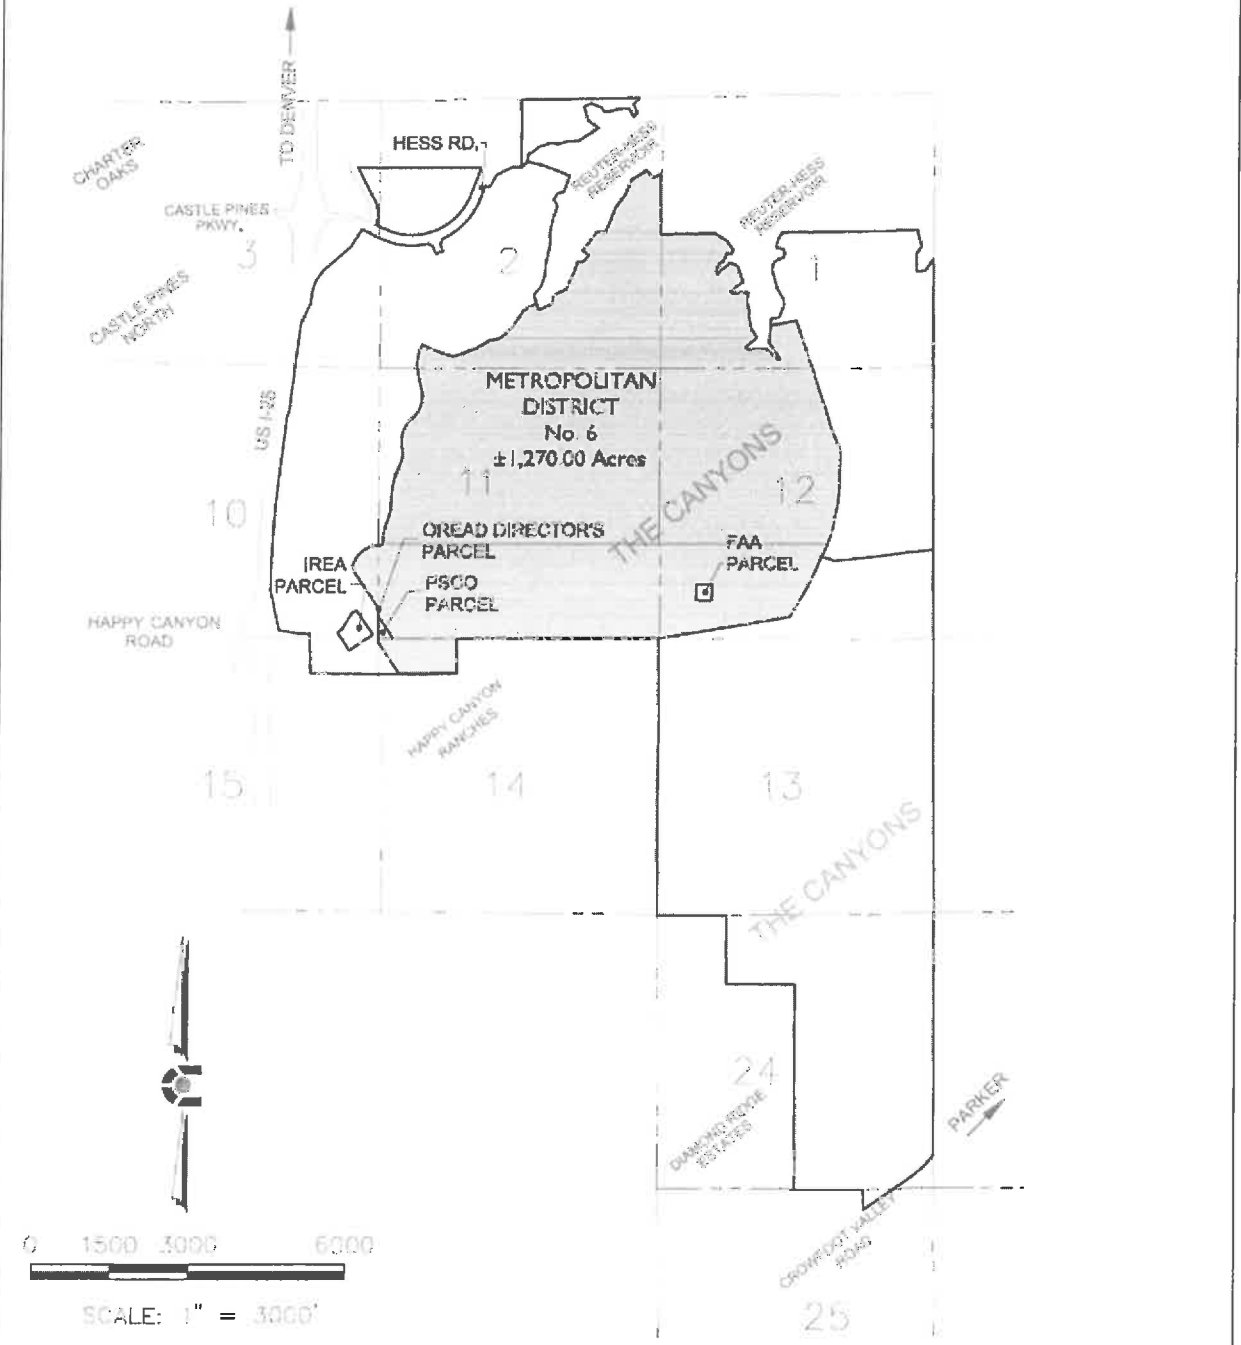 TO DENVER
CHARTER
OAKS
HESS RD.
REUTER-HESS
RESERVOIR
REUTER-HESS
RESERVOIR
CASTLE PINES
PKWY.
3
2
1
CASTLE PINES
NORTH
US I-25
METROPOLITAN
DISTRICT
No. 6
±1,270.00 Acres
THE CANYONS
10
11
12
OREAD DIRECTOR'S
PARCEL
FAA
PARCEL
IREA
PARCEL
PSCO
PARCEL
HAPPY CANYON
ROAD
HAPPY CANYON
RANCHES
15
14
13
THE CANYONS
24
DIAMOND RIDGE
ESTATES
PARKER
CROWFOOT VALLEY
ROAD
25
0 1500 3000 6000
SCALE: 1" = 3000'